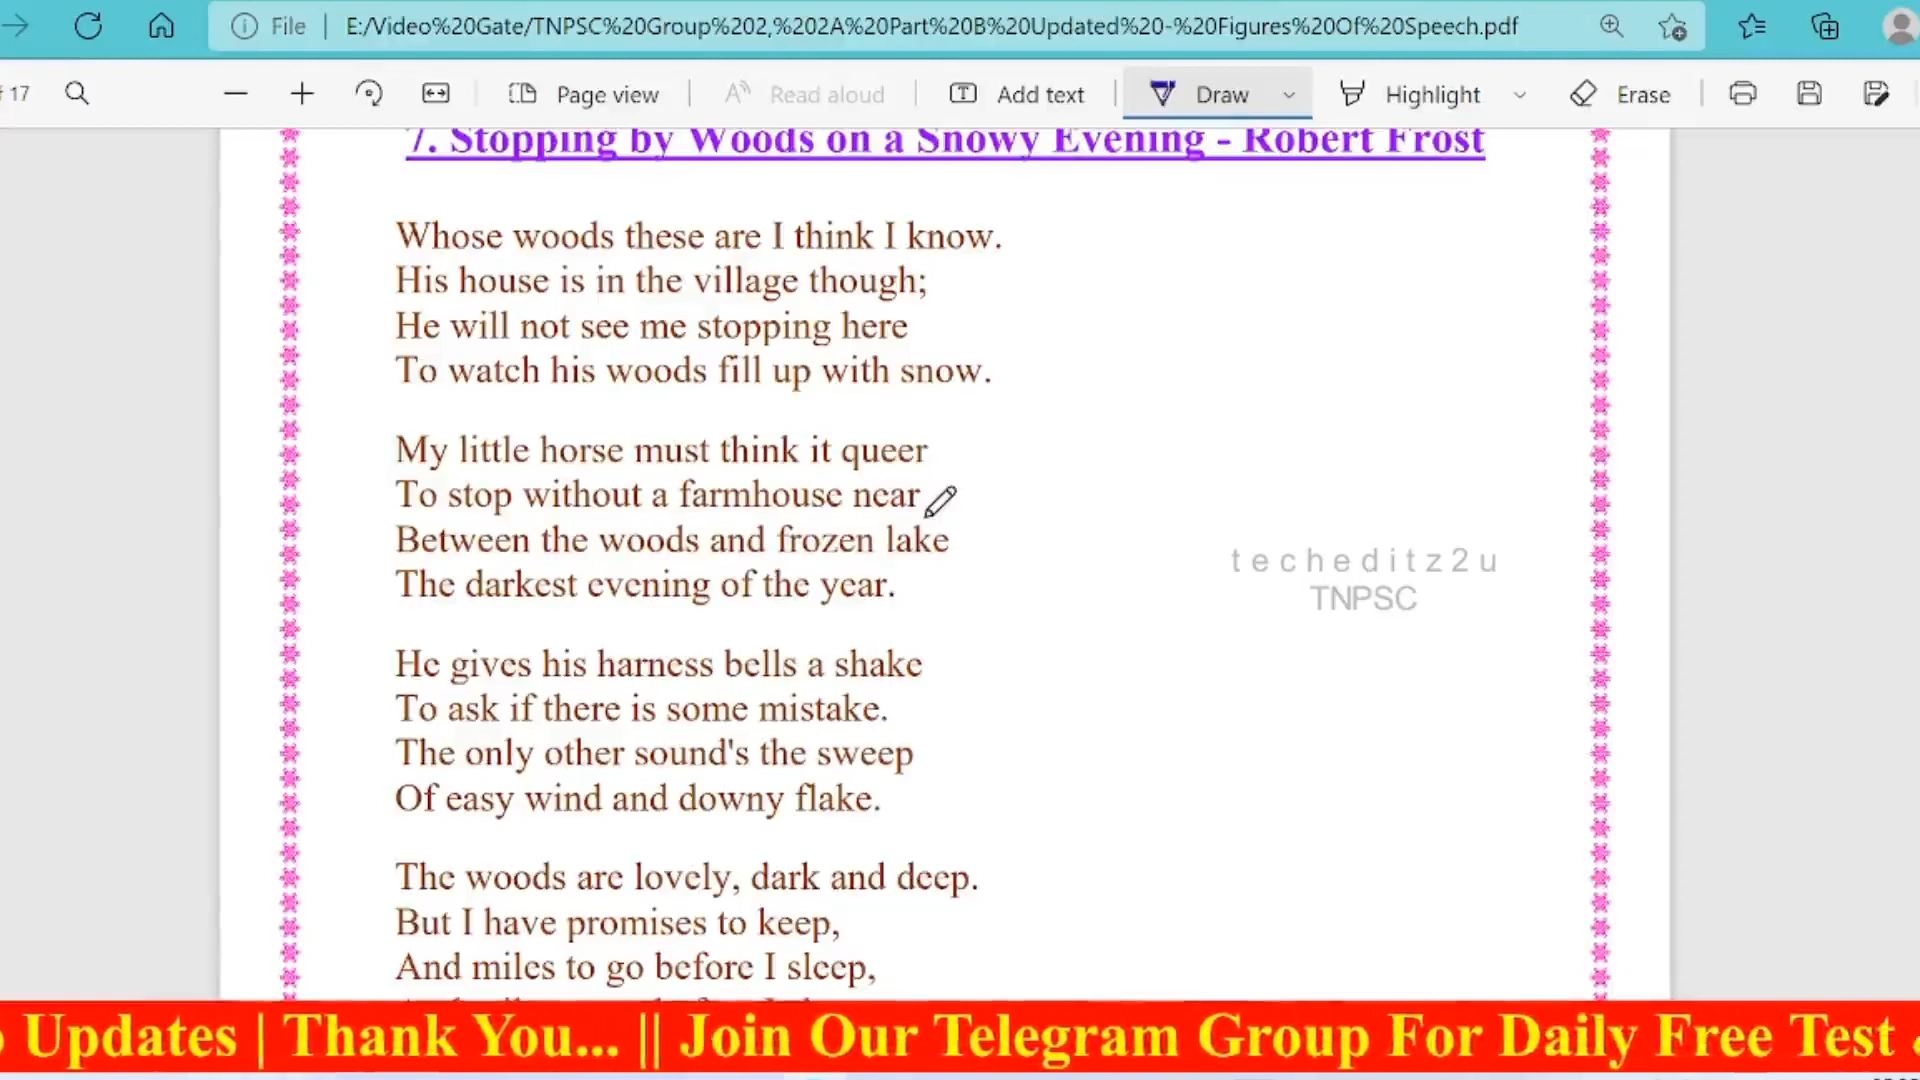 File | E:/Video%20Gate/TNPSC%20Group%202,%202A%20Part%20B%20Updated%20-%20Figures%20Of%20Speech.pdf
17 Page view Read aloud Add text Draw Highlight Erase
7. Stopping by Woods on a Snowy Evening - Robert Frost
Whose woods these are I think I know.
His house is in the village though;
He will not see me stopping here
To watch his woods fill up with snow.
My little horse must think it queer
To stop without a farmhouse near
Between the woods and frozen lake
The darkest evening of the year.
techeditz2u
TNPSC
He gives his harness bells a shake
To ask if there is some mistake.
The only other sound's the sweep
Of easy wind and downy flake.
The woods are lovely, dark and deep.
But I have promises to keep,
And miles to go before I sleep,
Updates | Thank You... || Join Our Telegram Group For Daily Free Test